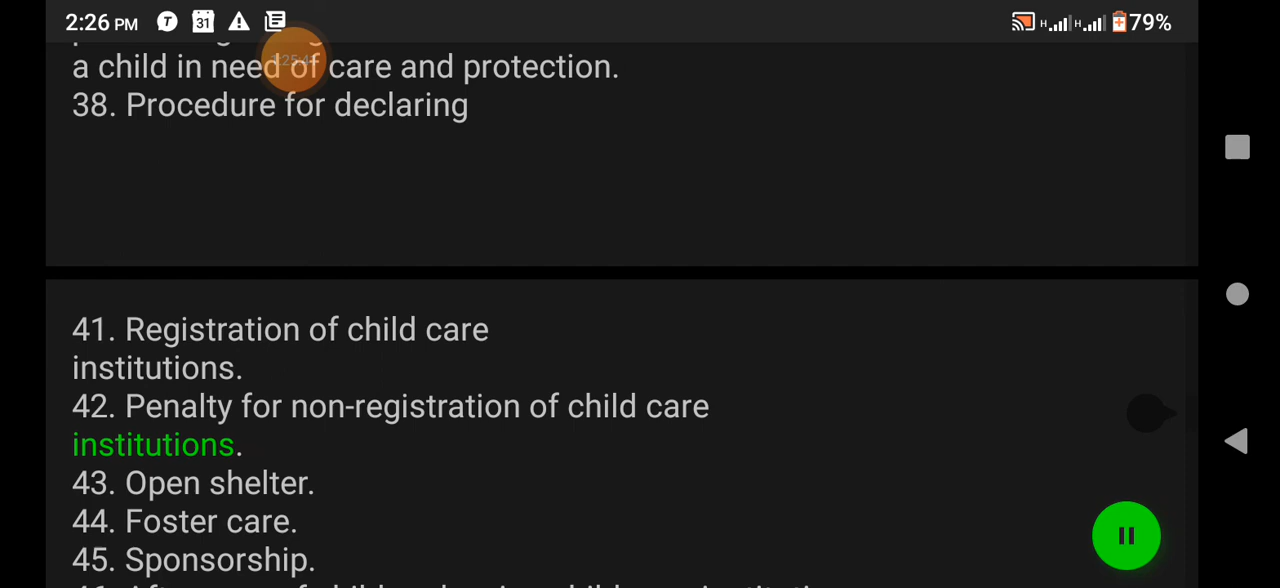 2:26 PM
31
H H 79%
a child in need of care and protection.
38. Procedure for declaring
41. Registration of child care
institutions.
42. Penalty for non-registration of child care
institutions.
43. Open shelter.
44. Foster care.
45. Sponsorship.